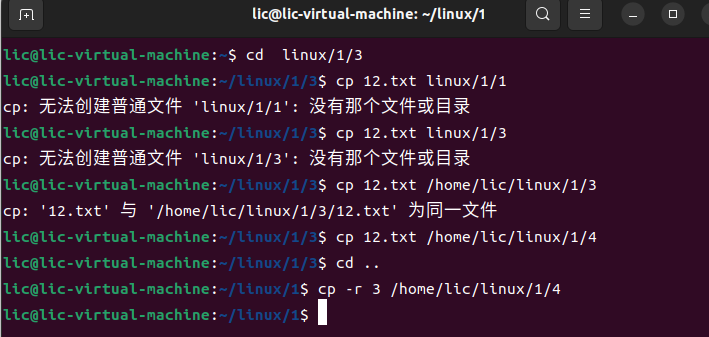 lic@lic-virtual-machine: ~/linux/1
lic@lic-virtual-machine:~$ cd  linux/1/3
lic@lic-virtual-machine:~/linux/1/3$ cp 12.txt linux/1/1
cp: 无法创建普通文件 'linux/1/1': 没有那个文件或目录
lic@lic-virtual-machine:~/linux/1/3$ cp 12.txt linux/1/3
cp: 无法创建普通文件 'linux/1/3': 没有那个文件或目录
lic@lic-virtual-machine:~/linux/1/3$ cp 12.txt /home/lic/linux/1/3
cp: '12.txt' 与 '/home/lic/linux/1/3/12.txt' 为同一文件
lic@lic-virtual-machine:~/linux/1/3$ cp 12.txt /home/lic/linux/1/4
lic@lic-virtual-machine:~/linux/1/3$ cd ..
lic@lic-virtual-machine:~/linux/1$ cp -r 3 /home/lic/linux/1/4
lic@lic-virtual-machine:~/linux/1$